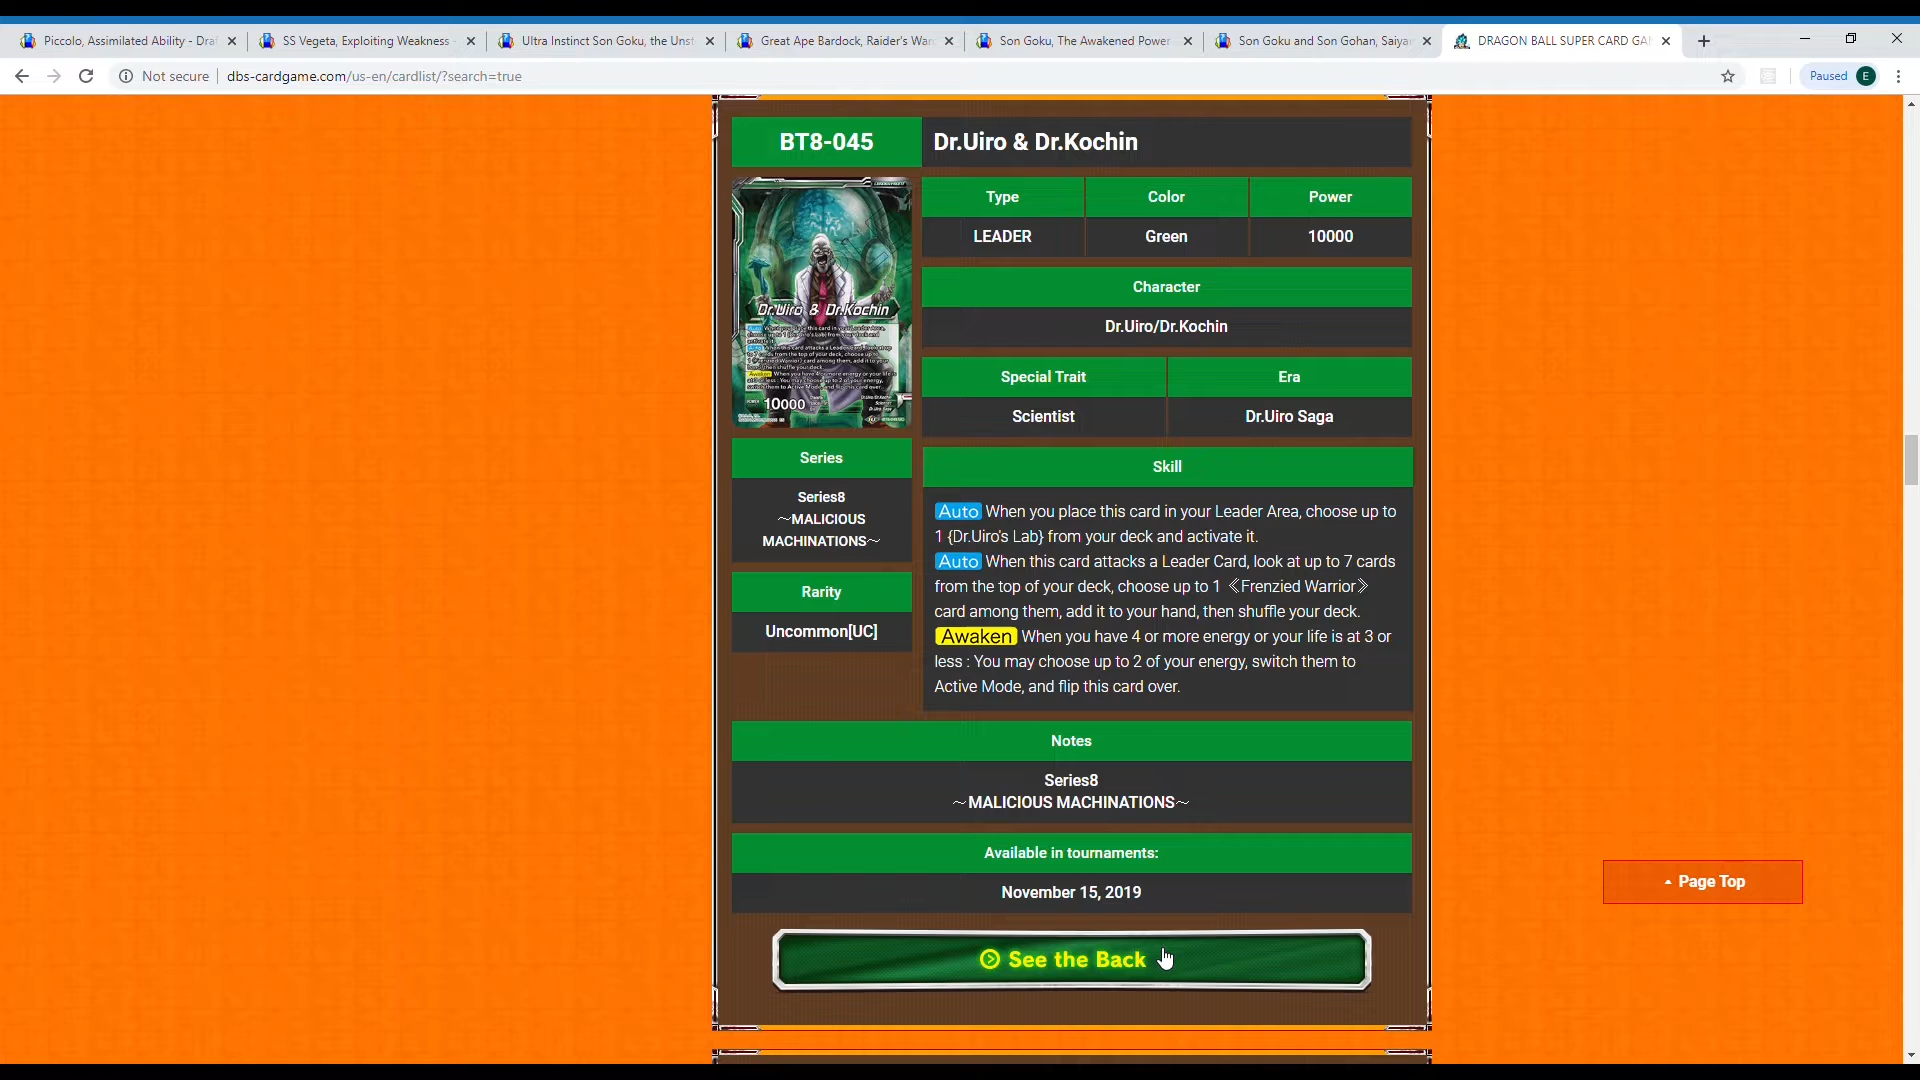 Piccolo, Assimilated Ability - Dra
SS Vegeta, Exploiting Weakness -
Ultra Instinct Son Goku, the Unst
Great Ape Bardock, Raider's War
Son Goku, The Awakened Power
Son Goku and Son Gohan, Saiya
DRAGON BALL SUPER CARD GA
Not secure | dbs-cardgame.com/us-en/cardlist/?search=true
Paused E
BT8-045 Dr.Uiro & Dr.Kochin
Type Color Power
LEADER Green 10000
Character
Dr.Uiro/Dr.Kochin
Special Trait Era
Scientist Dr.Uiro Saga
Dr.Uiro & Dr.Kochin
10000
Series
Series8
～MALICIOUS
MACHINATIONS～
Rarity
Uncommon[UC]
Skill
Auto When you place this card in your Leader Area, choose up to
1 {Dr.Uiro's Lab} from your deck and activate it.
Auto When this card attacks a Leader Card, look at up to 7 cards
from the top of your deck, choose up to 1 《Frenzied Warrior》
card among them, add it to your hand, then shuffle your deck.
Awaken When you have 4 or more energy or your life is at 3 or
less : You may choose up to 2 of your energy, switch them to
Active Mode, and flip this card over.
Notes
Series8
～MALICIOUS MACHINATIONS～
Available in tournaments:
November 15, 2019
See the Back
Page Top